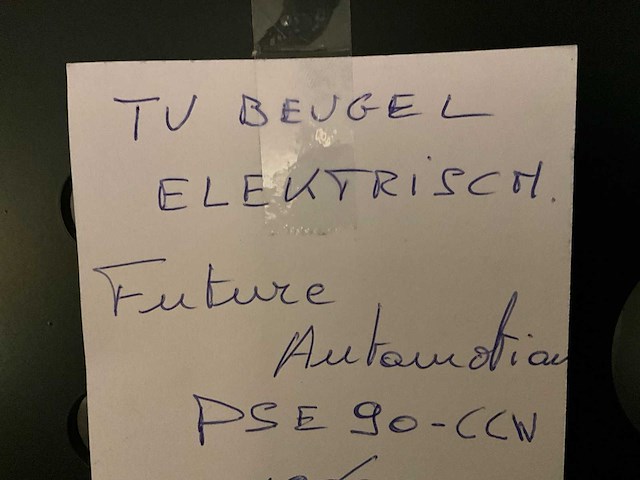 TV BEUGEL
ELEKTRISCH.
Future
Automotion
PSE 90-CCW